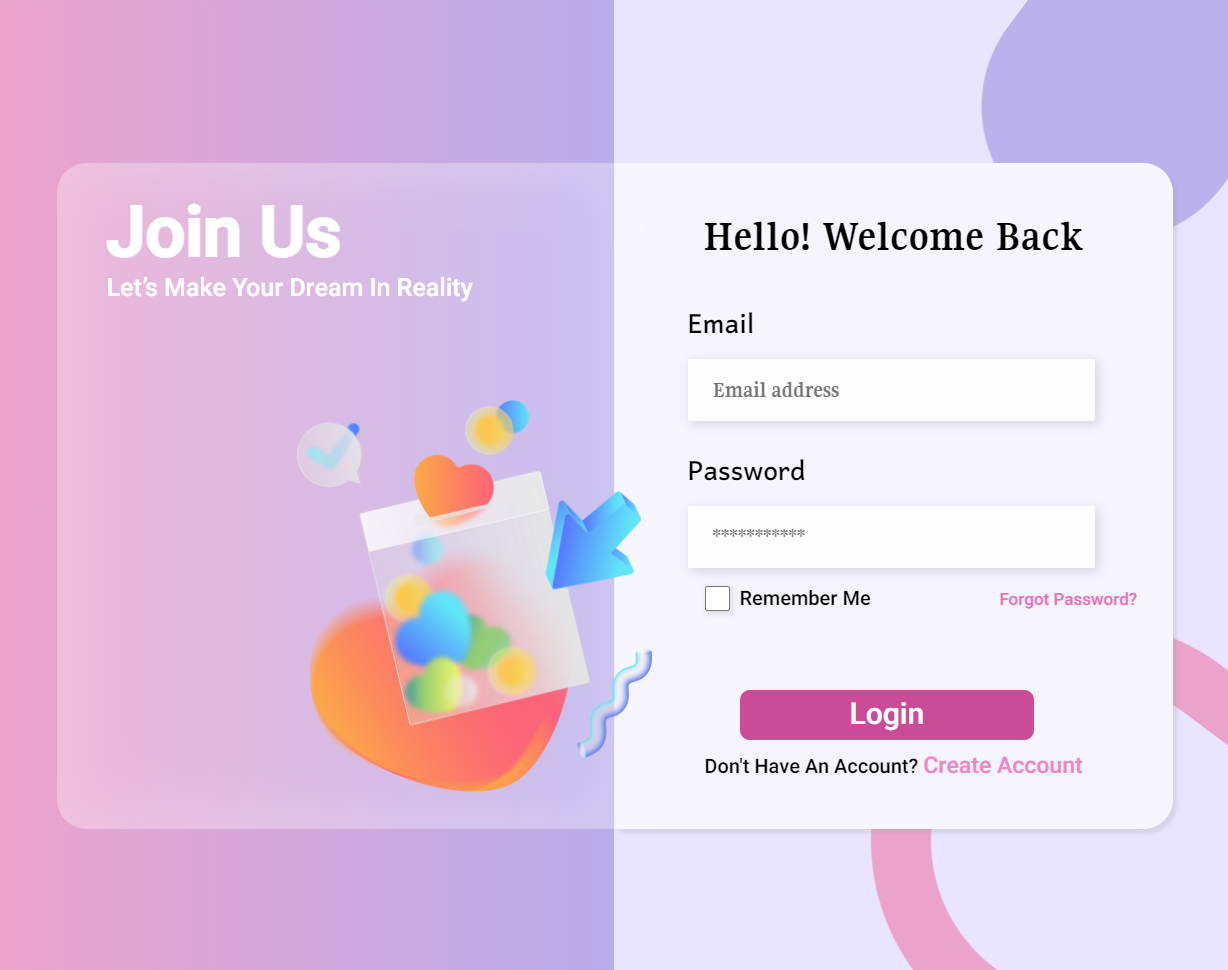 Join Us
Let’s Make Your Dream In Reality
Hello! Welcome Back
Email
Email address
Password
***********
Remember Me
Forgot Password?
Login
Don't Have An Account? Create Account